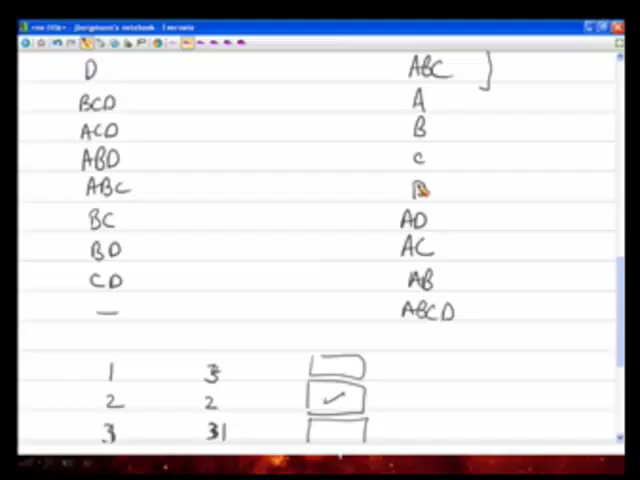 D ABC
BCD A
ACD B
ABD C
ABC
BC AD
BD AC
CD AB
— ABCD
1 3
2 2 ✓
3 31